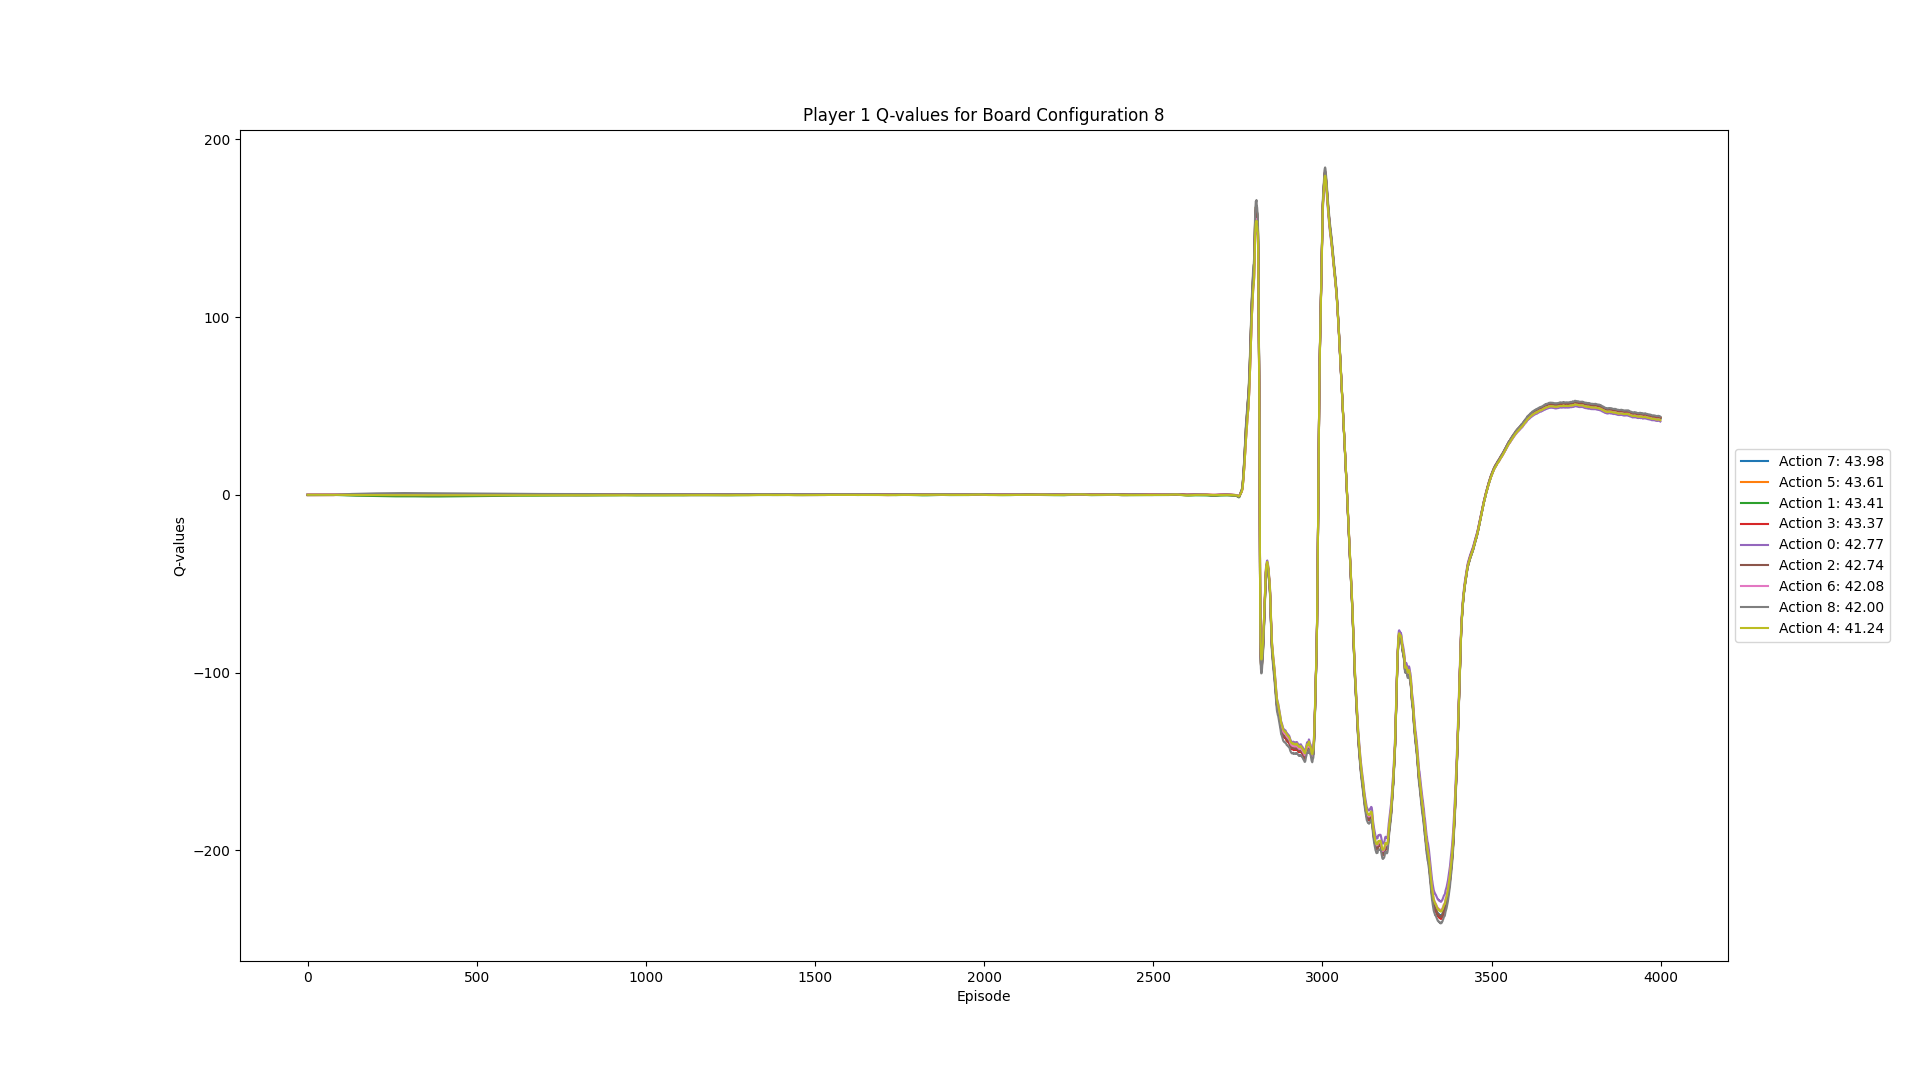 Player 1 Q-values for Board Configuration 8
200
100
0
−100
−200
Q-values
0
500
1000
1500
2000
2500
3000
3500
4000
Episode
Action 7: 43.98
Action 5: 43.61
Action 1: 43.41
Action 3: 43.37
Action 0: 42.77
Action 2: 42.74
Action 6: 42.08
Action 8: 42.00
Action 4: 41.24